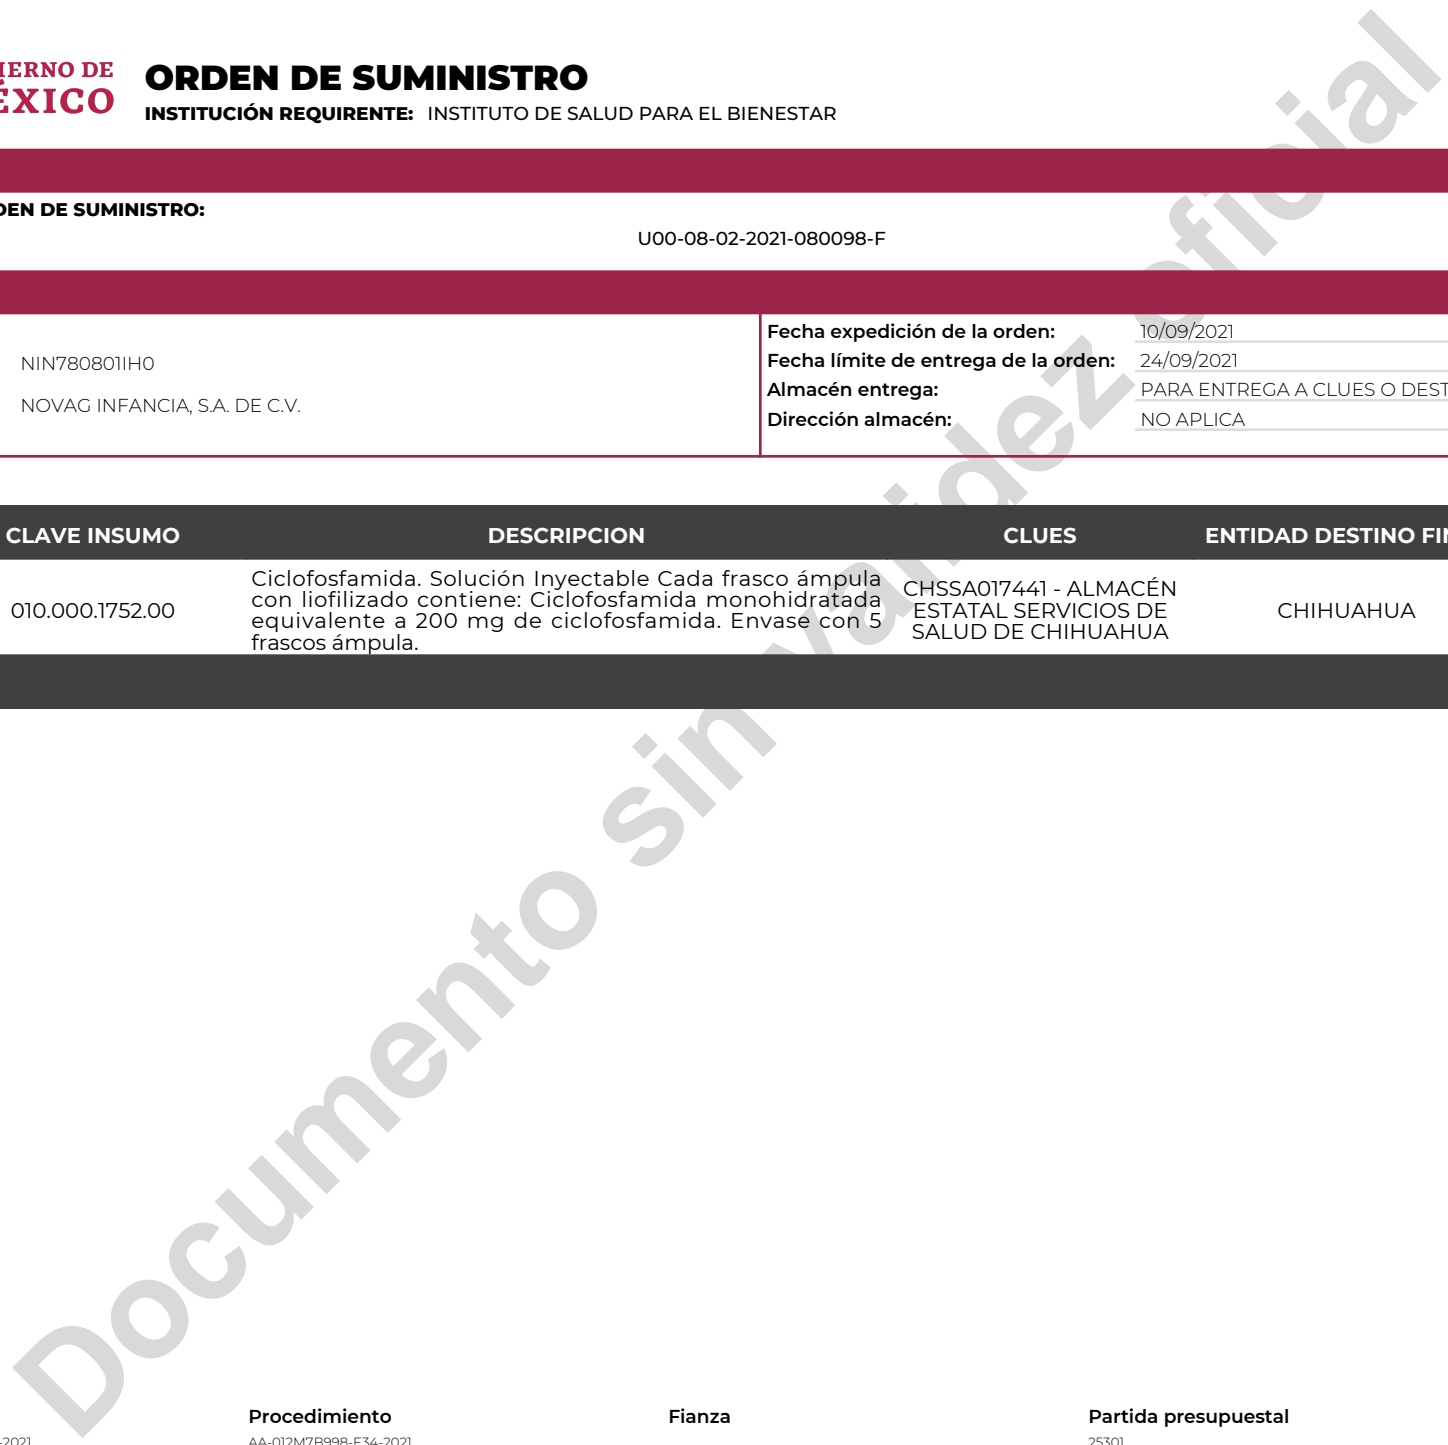 IERNO DE
ÉXICO
ORDEN DE SUMINISTRO
INSTITUCIÓN REQUIRENTE: INSTITUTO DE SALUD PARA EL BIENESTAR
DEN DE SUMINISTRO:
U00-08-02-2021-080098-F
NIN780801IH0
NOVAG INFANCIA, S.A. DE C.V.
Fecha expedición de la orden: 10/09/2021
Fecha límite de entrega de la orden: 24/09/2021
Almacén entrega: PARA ENTREGA A CLUES O DEST
Dirección almacén: NO APLICA
CLAVE INSUMO DESCRIPCION CLUES ENTIDAD DESTINO FIN
010.000.1752.00
Ciclofosfamida. Solución Inyectable Cada frasco ámpula
con liofilizado contiene: Ciclofosfamida monohidratada
equivalente a 200 mg de ciclofosfamida. Envase con 5
frascos ámpula.
CHSSA017441 - ALMACÉN
ESTATAL SERVICIOS DE
SALUD DE CHIHUAHUA
CHIHUAHUA
Documento sin validez oficial
Procedimiento Fianza Partida presupuestal
-2021 AA-012M7B998-E34-2021 25301